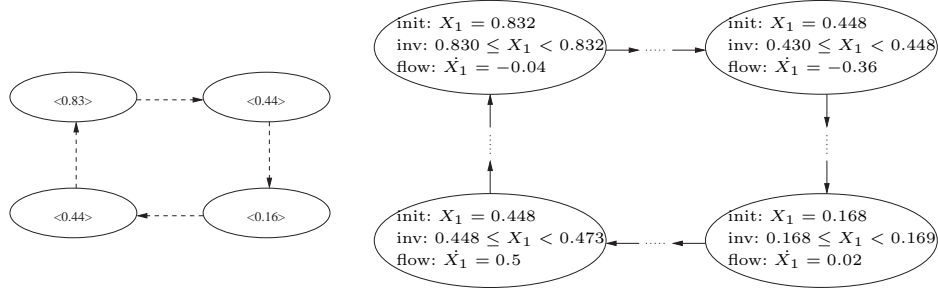 <0.83>
<0.44>
<0.44>
<0.16>
init: X₁ = 0.832
inv: 0.830 ≤ X₁ < 0.832
flow: Ẋ₁ = −0.04
init: X₁ = 0.448
inv: 0.430 ≤ X₁ < 0.448
flow: Ẋ₁ = −0.36
init: X₁ = 0.448
inv: 0.448 ≤ X₁ < 0.473
flow: Ẋ₁ = 0.5
init: X₁ = 0.168
inv: 0.168 ≤ X₁ < 0.169
flow: Ẋ₁ = 0.02